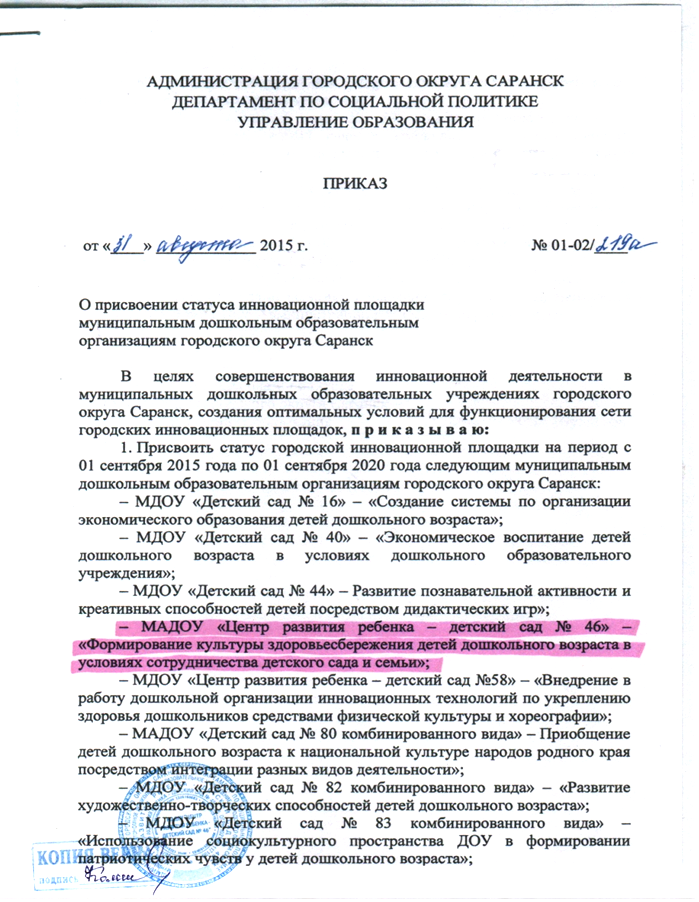 АДМИНИСТРАЦИЯ ГОРОДСКОГО ОКРУГА САРАНСК
ДЕПАРТАМЕНТ ПО СОЦИАЛЬНОЙ ПОЛИТИКЕ
УПРАВЛЕНИЕ ОБРАЗОВАНИЯ
ПРИКАЗ
от «31» августа 2015 г. № 01-02/219а
О присвоении статуса инновационной площадки
муниципальным дошкольным образовательным
организациям городского округа Саранск
В целях совершенствования инновационной деятельности в
муниципальных дошкольных образовательных учреждениях городского
округа Саранск, создания оптимальных условий для функционирования сети
городских инновационных площадок, п р и к а з ы в а ю:
1. Присвоить статус городской инновационной площадки на период с
01 сентября 2015 года по 01 сентября 2020 года следующим муниципальным
дошкольным образовательным организациям городского округа Саранск:
– МДОУ «Детский сад № 16» – «Создание системы по организации
экономического образования детей дошкольного возраста»;
– МДОУ «Детский сад № 40» – «Экономическое воспитание детей
дошкольного возраста в условиях дошкольного образовательного
учреждения»;
– МДОУ «Детский сад № 44» – Развитие познавательной активности и
креативных способностей детей посредством дидактических игр»;
– МАДОУ «Центр развития ребенка – детский сад № 46» –
«Формирование культуры здоровьесбережения детей дошкольного возраста в
условиях сотрудничества детского сада и семьи»;
– МДОУ «Центр развития ребенка – детский сад №58» – «Внедрение в
работу дошкольной организации инновационных технологий по укреплению
здоровья дошкольников средствами физической культуры и хореографии»;
– МАДОУ «Детский сад № 80 комбинированного вида» – Приобщение
детей дошкольного возраста к национальной культуре народов родного края
посредством интеграции разных видов деятельности»;
– МДОУ «Детский сад № 82 комбинированного вида» – «Развитие
художественно-творческих способностей детей дошкольного возраста»;
– МДОУ «Детский сад № 83 комбинированного вида» –
«Использование социокультурного пространства ДОУ в формировании
патриотических чувств у детей дошкольного возраста»;
КОПИЯ ВЕРНА
подпись
ДЕТСКИЙ САД № 46